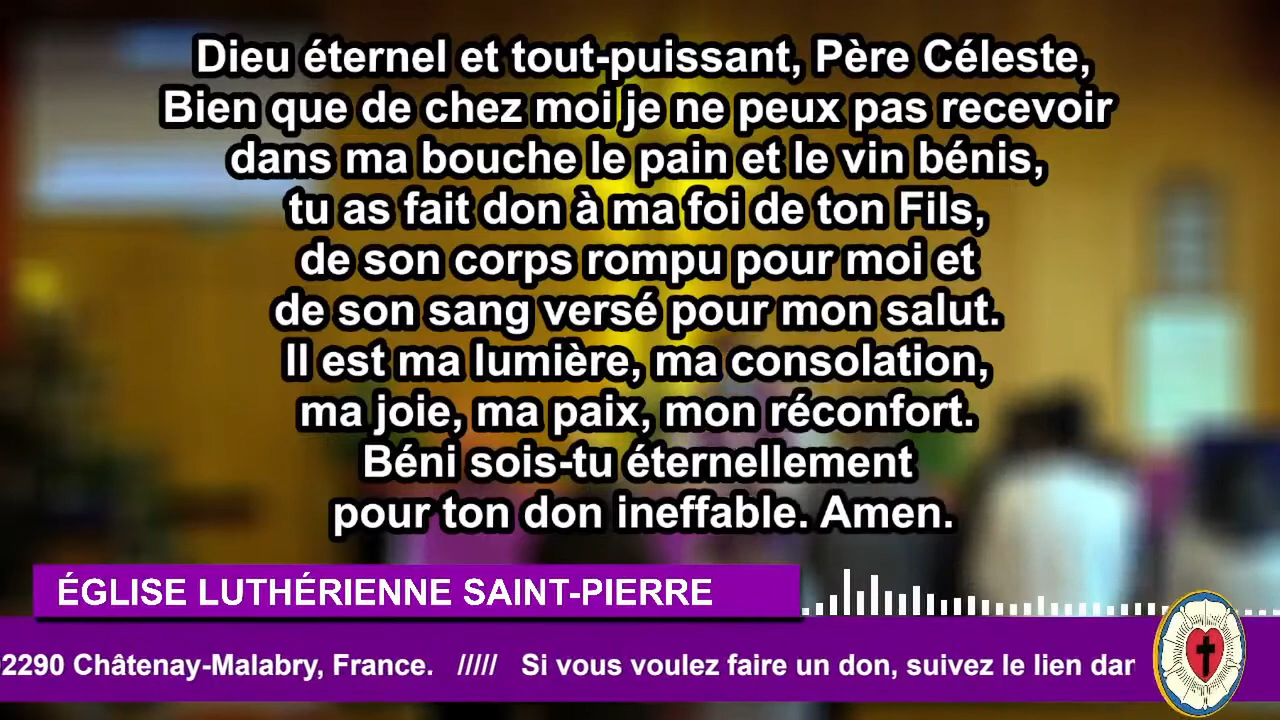 Dieu éternel et tout-puissant, Père Céleste,
Bien que de chez moi je ne peux pas recevoir
dans ma bouche le pain et le vin bénis,
tu as fait don à ma foi de ton Fils,
de son corps rompu pour moi et
de son sang versé pour mon salut.
Il est ma lumière, ma consolation,
ma joie, ma paix, mon réconfort.
Béni sois-tu éternellement
pour ton don ineffable. Amen.
ÉGLISE LUTHÉRIENNE SAINT-PIERRE
2290 Châtenay-Malabry, France. ///// Si vous voulez faire un don, suivez le lien